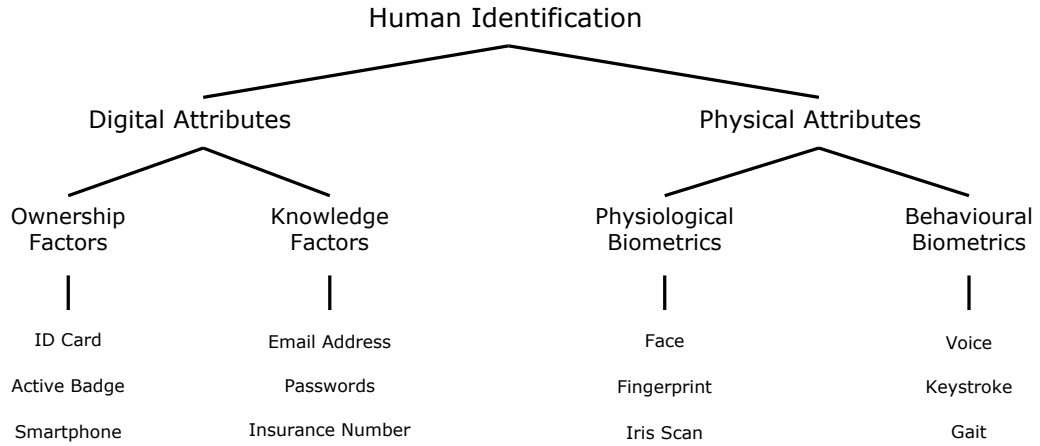 Human Identification
Digital Attributes
Physical Attributes
Ownership
Factors
Knowledge
Factors
Physiological
Biometrics
Behavioural
Biometrics
ID Card
Email Address
Face
Voice
Active Badge
Passwords
Fingerprint
Keystroke
Smartphone
Insurance Number
Iris Scan
Gait